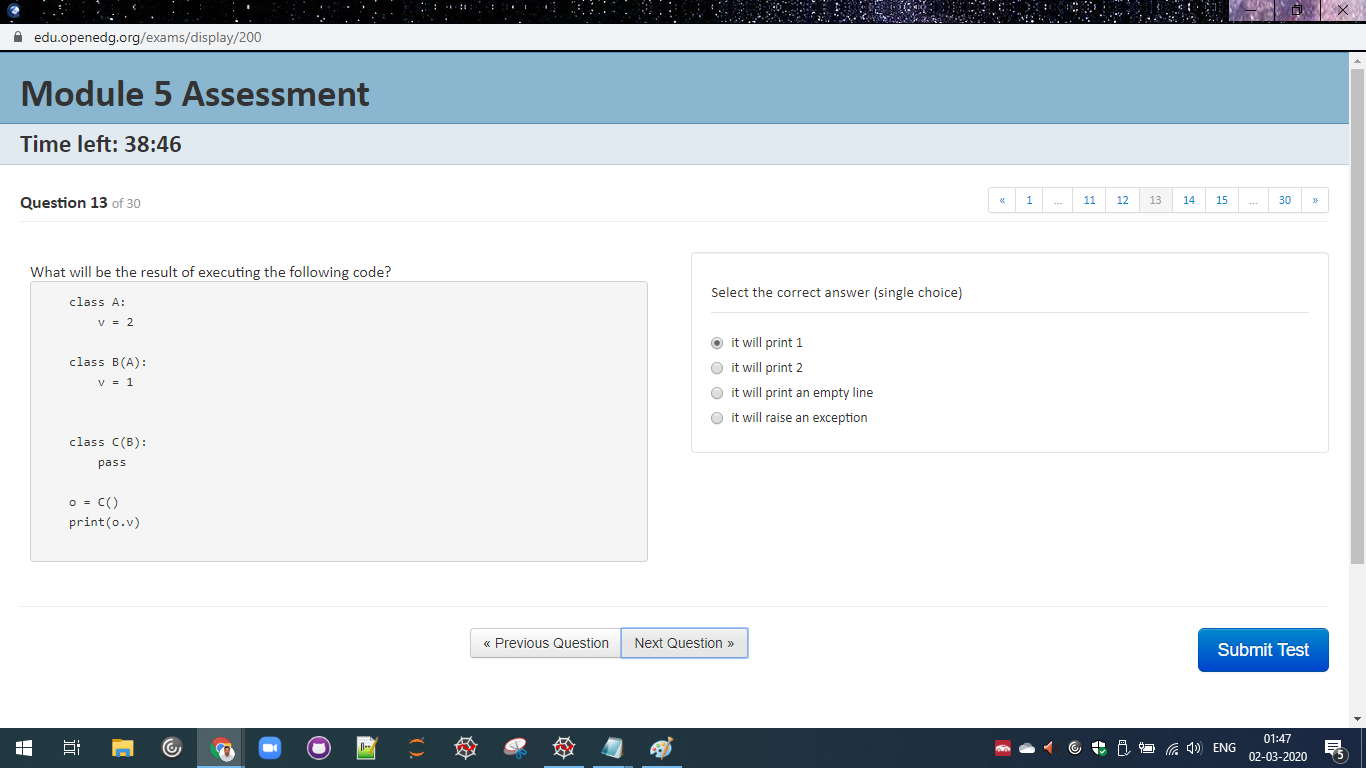 edu.openedg.org/exams/display/200
Module 5 Assessment
Time left: 38:46
Question 13 of 30
« 1 ... 11 12 13 14 15 ... 30 »
What will be the result of executing the following code?
class A:
    v = 2
class B(A):
    v = 1
class C(B):
    pass
o = C()
print(o.v)
Select the correct answer (single choice)
it will print 1
it will print 2
it will print an empty line
it will raise an exception
« Previous Question
Next Question »
Submit Test
ENG
01:47
02-03-2020
5